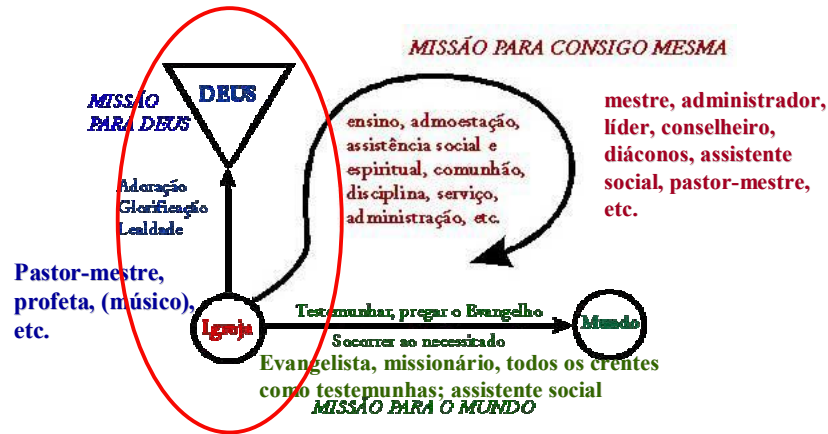 MISSÃO PARA CONSIGO MESMA
DEUS
MISSÃO
PARA DEUS
ensino, admoestação,
assistência social e
espiritual, comunhão,
disciplina, serviço,
administração, etc.
mestre, administrador,
líder, conselheiro,
diáconos, assistente
social, pastor-mestre,
etc.
Adoração
Glorificação
Lealdade
Pastor-mestre,
profeta, (músico),
etc.
Igreja
Testemunhar, pregar o Evangelho
Mundo
Socorrer ao necessitado
Evangelista, missionário, todos os crentes
como testemunhas; assistente social
MISSÃO PARA O MUNDO